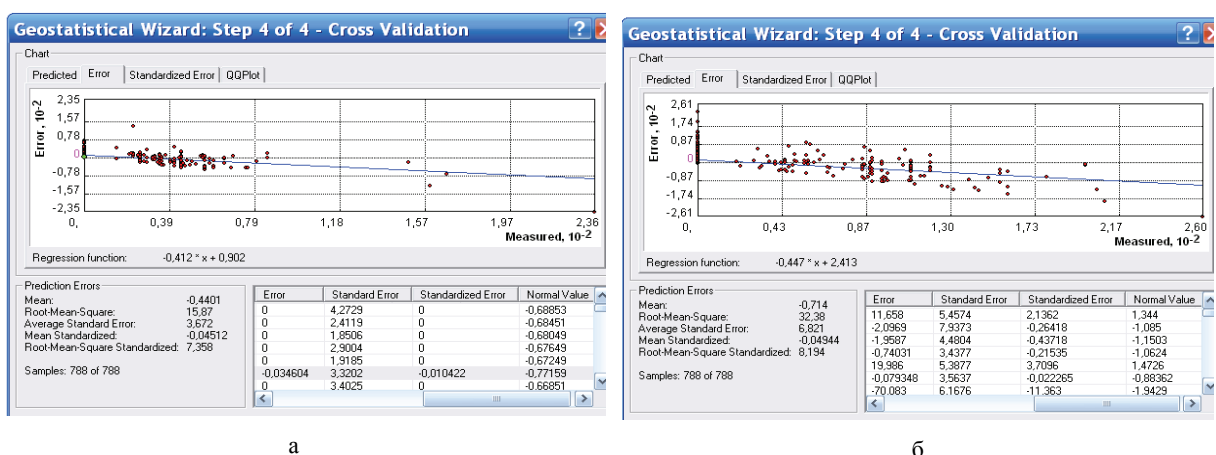 Geostatistical Wizard: Step 4 of 4 - Cross Validation
Chart
Predicted Error Standardized Error QQPlot
Error, 10-2
2,35
1,57
0,78
0
-0,78
-1,57
-2,35
0, 0,39 0,79 1,18 1,57 1,97 2,36
Measured, 10-2
Regression function: -0,412 * x + 0,902
Prediction Errors
Mean: -0,4401
Root-Mean-Square: 15,87
Average Standard Error: 3,672
Mean Standardized: -0,04512
Root-Mean-Square Standardized: 7,358
Samples: 788 of 788
Error Standard Error Standardized Error Normal Value
0 4,2729 0 -0,68853
0 2,4119 0 -0,68451
0 1,8506 0 -0,68049
0 2,9004 0 -0,67649
0 1,9185 0 -0,67249
-0,034604 3,3202 -0,010422 -0,77159
0 3,4025 0 -0,66851
а
Geostatistical Wizard: Step 4 of 4 - Cross Validation
Chart
Predicted Error Standardized Error QQPlot
Error, 10-2
2,61
1,74
0,87
0
-0,87
-1,74
-2,61
0, 0,43 0,87 1,30 1,73 2,17 2,60
Measured, 10-2
Regression function: -0,447 * x + 2,413
Prediction Errors
Mean: -0,714
Root-Mean-Square: 32,38
Average Standard Error: 6,821
Mean Standardized: -0,04944
Root-Mean-Square Standardized: 8,194
Samples: 788 of 788
Error Standard Error Standardized Error Normal Value
11,658 5,4574 2,1362 1,344
-2,0969 7,9373 -0,26418 -1,085
-1,9587 4,4804 -0,43718 -1,1503
-0,74031 3,4377 -0,21535 -1,0624
19,986 5,3877 3,7096 1,4726
-0,079348 3,5637 -0,022265 -0,88362
-70,083 6,1676 -11,363 -1,9429
б